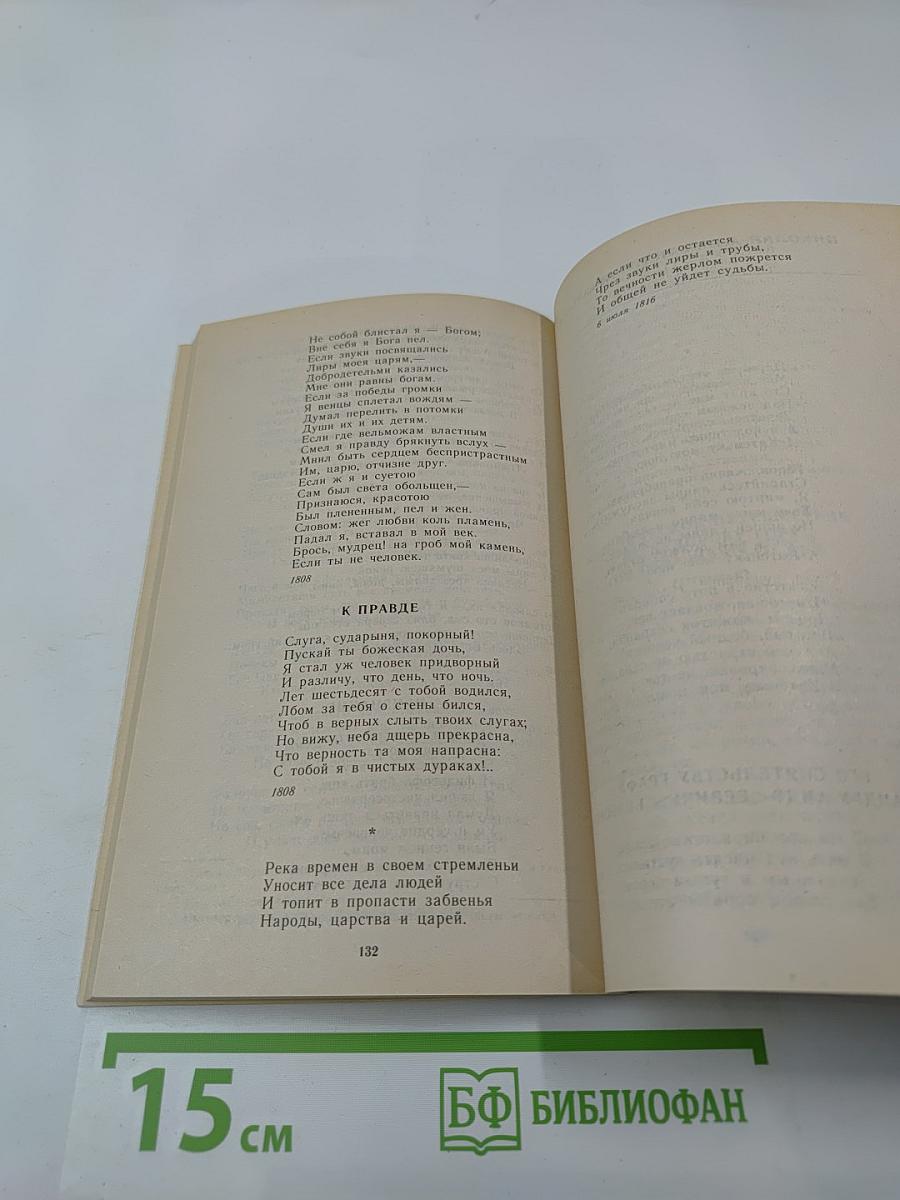 Не собой блистал я — Богом;
Вне себя я Бога пел.
Если звуки посвящались
Лиры моея царям,—
Добродетельми казались
Мне они равны богам.
Если за победы громки
Я венцы сплетал вождям —
Думал перелить в потомки
Души их и их детям.
Если где вельможам властным
Смел я правду брякнуть вслух —
Мнил быть сердцем беспристрастным
Им, царю, отчизне друг.
Если ж я и суетою
Сам был света обольщен,—
Признаюся, красотою
Был плененным, пел и жен.
Словом: жег любви коль пламень,
Падал я, вставал в мой век.
Брось, мудрец! на гроб мой камень,
Если ты не человек.
1808
К ПРАВДЕ
Слуга, сударыня, покорный!
Пускай ты божеская дочь,
Я стал уж человек придворный
И различу, что день, что ночь.
Лет шестьдесят с тобой водился,
Лбом за тебя о стены бился,
Чтоб в верных слыть твоих слугах;
Но вижу, неба дщерь прекрасна,
Что верность та моя напрасна:
С тобой я в чистых дураках!..
1808
*
Река времен в своем стремленьи
Уносит все дела людей
И топит в пропасти забвенья
Народы, царства и царей.
132
А если что и остается
Чрез звуки лиры и трубы,
То вечности жерлом пожрется
И общей не уйдет судьбы.
6 июля 1816
15 см
БФ БИБЛИОФАН